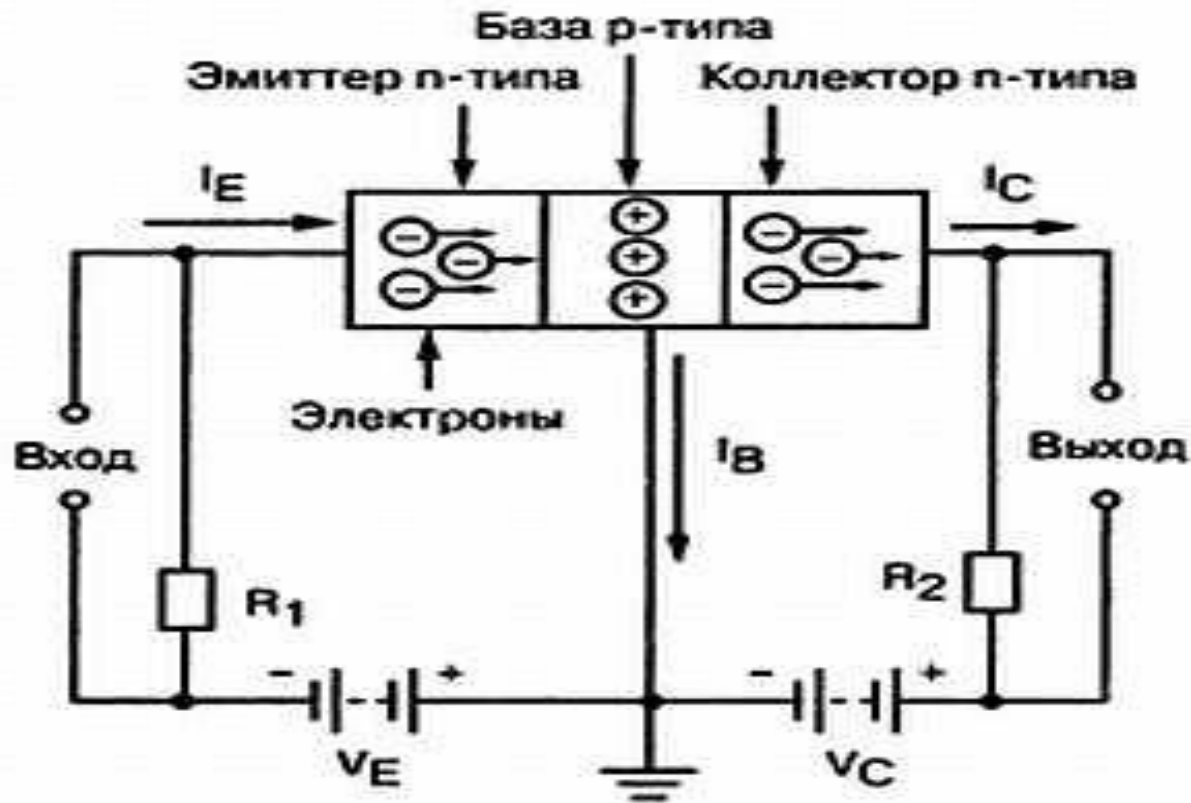 База р-типа
Эмиттер n-типа
Коллектор n-типа
IE
IC
− − −
+ + +
− − −
Электроны
Вход
IB
Выход
R1
R2
− +
− +
VE
VC